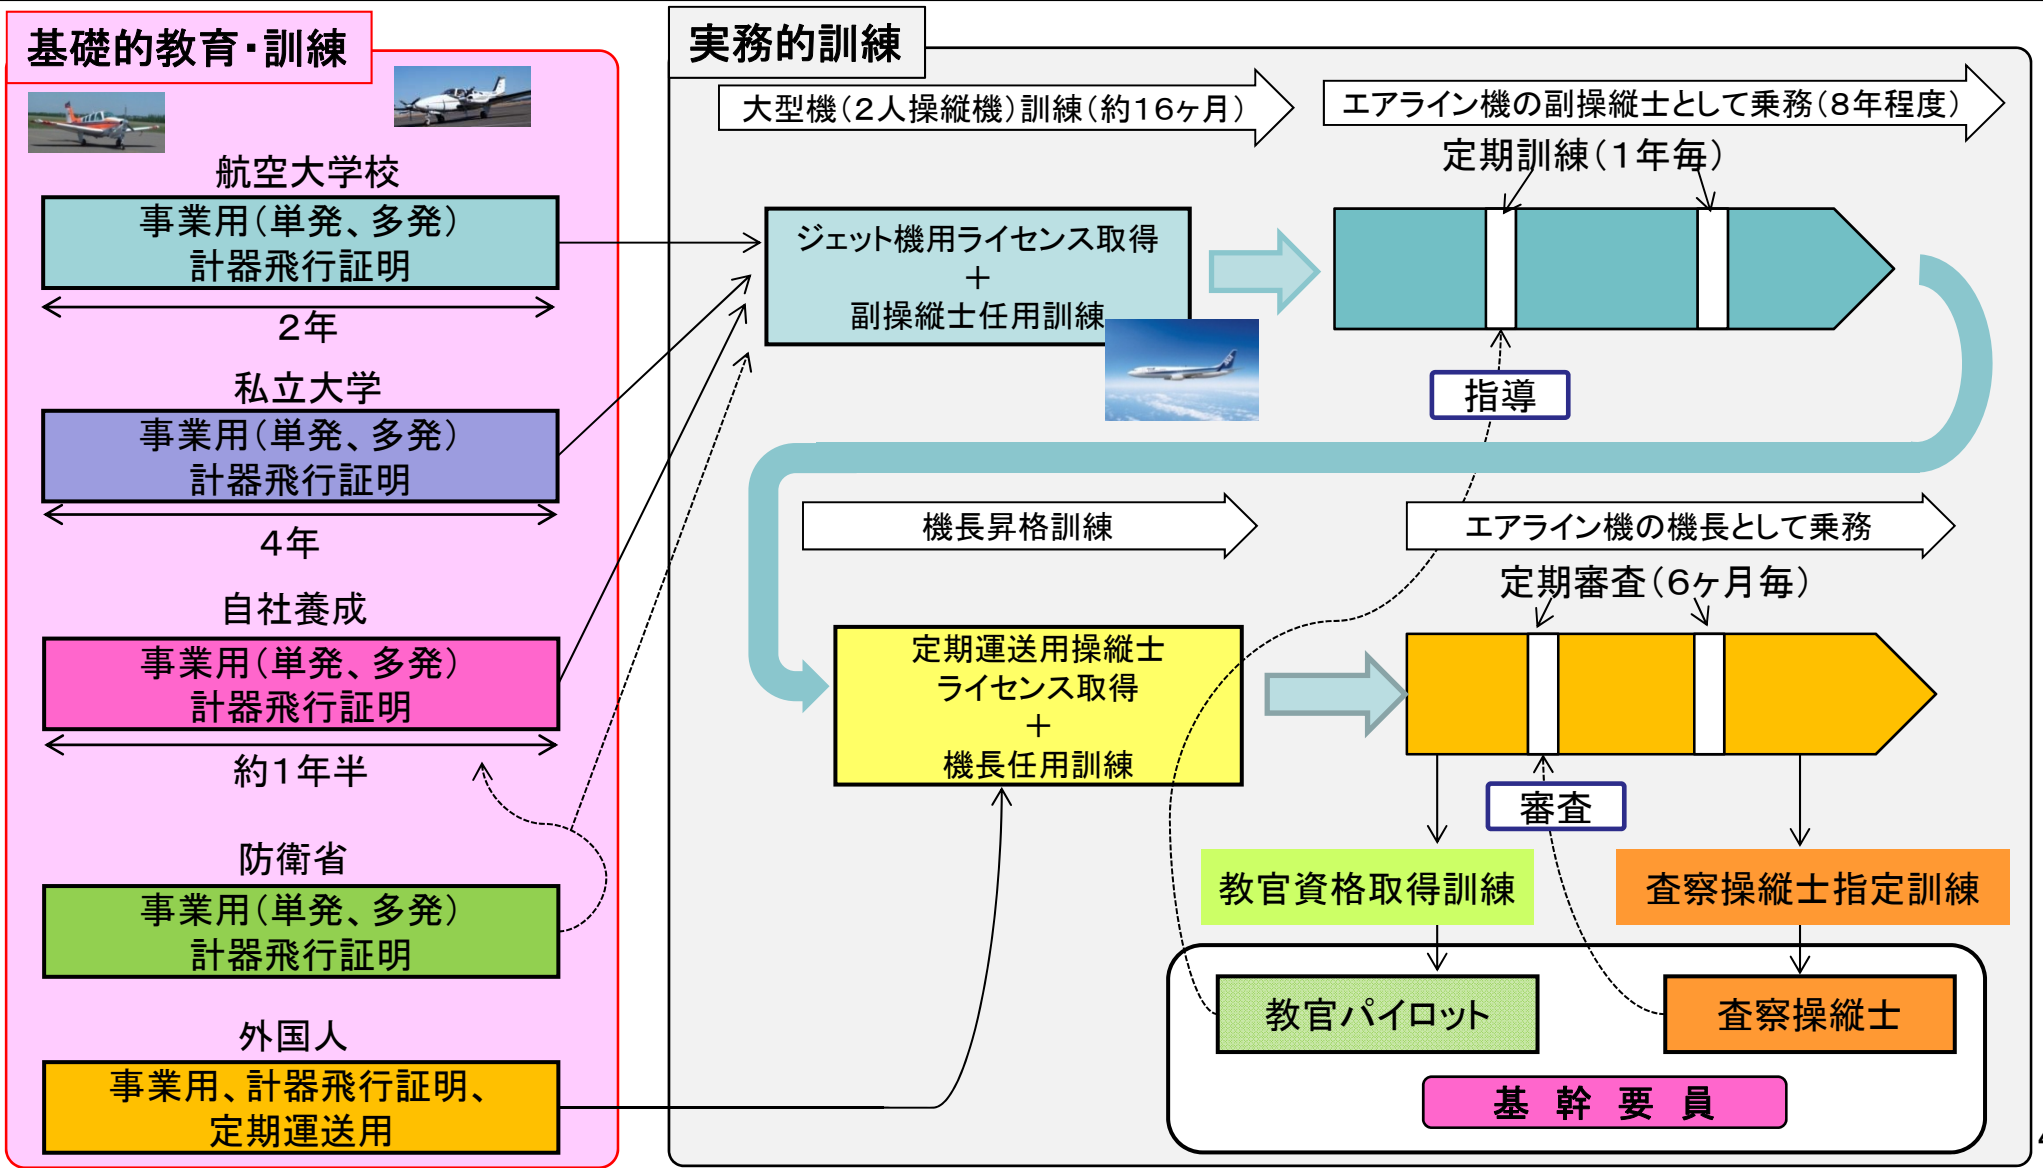 基礎的教育・訓練
航空大学校
事業用（単発、多発）
計器飛行証明
２年
私立大学
事業用（単発、多発）
計器飛行証明
４年
自社養成
事業用（単発、多発）
計器飛行証明
約１年半
防衛省
事業用（単発、多発）
計器飛行証明
外国人
事業用、計器飛行証明、
定期運送用
実務的訓練
大型機（２人操縦機）訓練（約１６ヶ月）
エアライン機の副操縦士として乗務（８年程度）
定期訓練（１年毎）
ジェット機用ライセンス取得
＋
副操縦士任用訓練
指導
機長昇格訓練
エアライン機の機長として乗務
定期審査（６ヶ月毎）
定期運送用操縦士
ライセンス取得
＋
機長任用訓練
審査
教官資格取得訓練
査察操縦士指定訓練
教官パイロット
査察操縦士
基幹要員